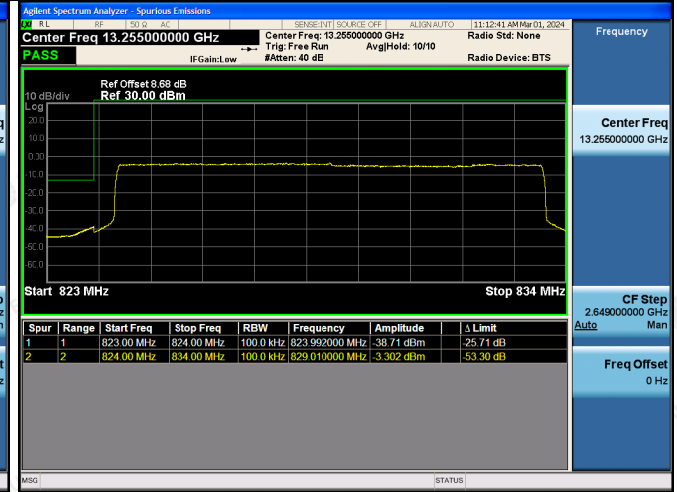 Agilent Spectrum Analyzer - Spurious Emissions
RL RF 50 Ω AC SENSE:INT SOURCE OFF ALIGN AUTO 11:12:41 AM Mar 01, 2024
Center Freq 13.255000000 GHz
Center Freq: 13.255000000 GHz
Radio Std: None
Trig: Free Run Avg|Hold: 10/10
PASS
IFGain:Low
#Atten: 40 dB
Radio Device: BTS
Ref Offset 8.68 dB
10 dB/div Ref 30.00 dBm
Log
20.0
10.0
0.00
-10.0
-20.0
-30.0
-40.0
-50.0
-60.0
Start 823 MHz Stop 834 MHz
Spur Range Start Freq Stop Freq RBW Frequency Amplitude Δ Limit
1 1 823.00 MHz 824.00 MHz 100.0 kHz 823.992000 MHz -38.71 dBm -25.71 dB
2 2 824.00 MHz 834.00 MHz 100.0 kHz 829.010000 MHz -3.302 dBm -53.30 dB
MSG STATUS
Frequency
Center Freq
13.255000000 GHz
CF Step
2.649000000 GHz
Auto Man
Freq Offset
0 Hz